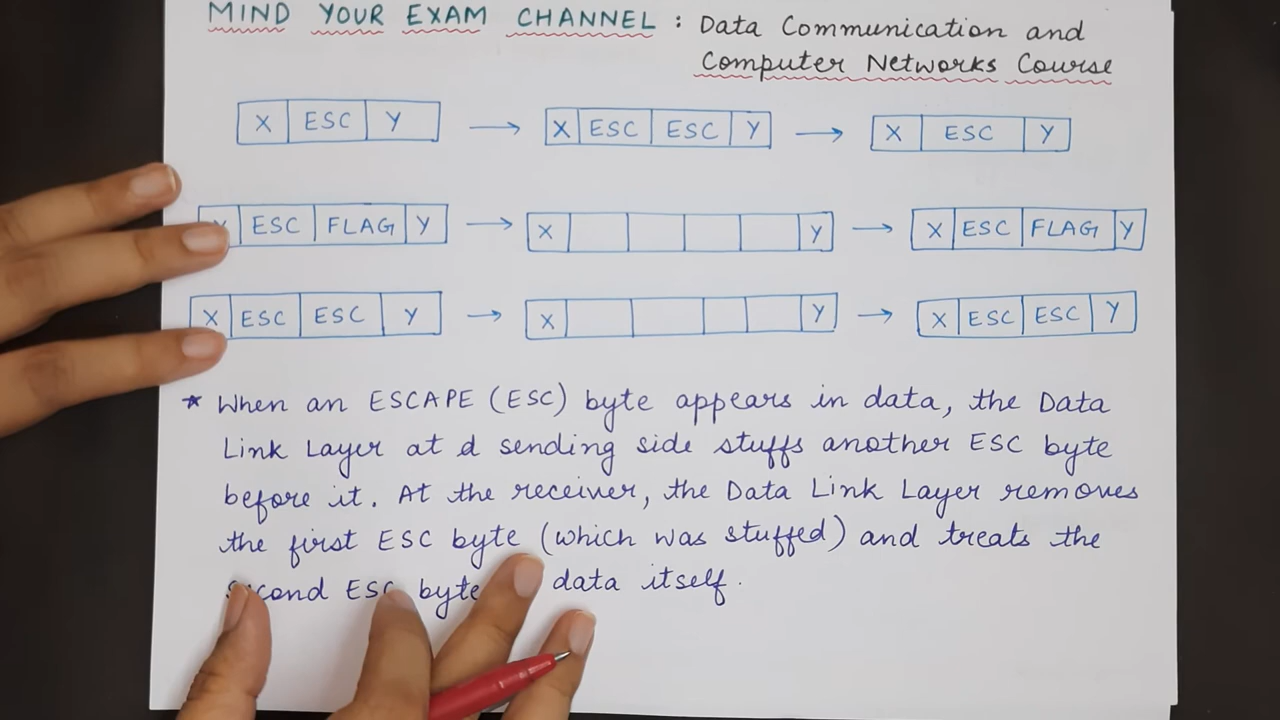 MIND YOUR EXAM CHANNEL : Data Communication and
Computer Networks Course
X ESC Y → X ESC ESC Y → X ESC Y
ESC FLAG Y → X Y → X ESC FLAG Y
X ESC ESC Y → X Y → X ESC ESC Y
* When an ESCAPE (ESC) byte appears in data, the Data
Link Layer at d sending side stuffs another ESC byte
before it. At the receiver, the Data Link Layer removes
the first ESC byte (which was stuffed) and treats the
second ESC byte data itself.